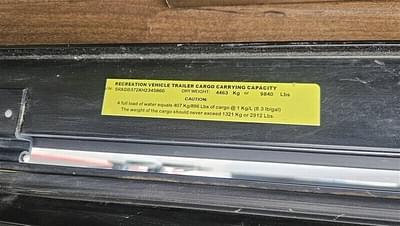 RECREATION VEHICLE TRAILER CARGO CARRYING CAPACITY
DRY WEIGHT: 4463 Kg or 9840 Lbs
CAUTION:
A full load of water equals 407 Kg/896 Lbs of cargo @ 1 Kg/L (8.3 lb/gal)
The weight of the cargo should never exceed 1321 Kg or 2912 Lbs.